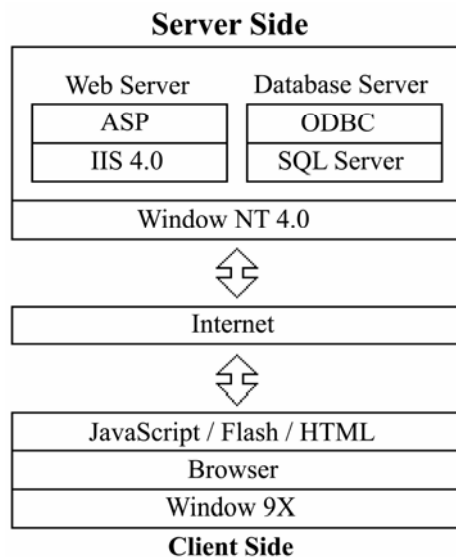 Server Side
Web Server
Database Server
ASP
ODBC
IIS 4.0
SQL Server
Window NT 4.0
Internet
JavaScript / Flash / HTML
Browser
Window 9X
Client Side